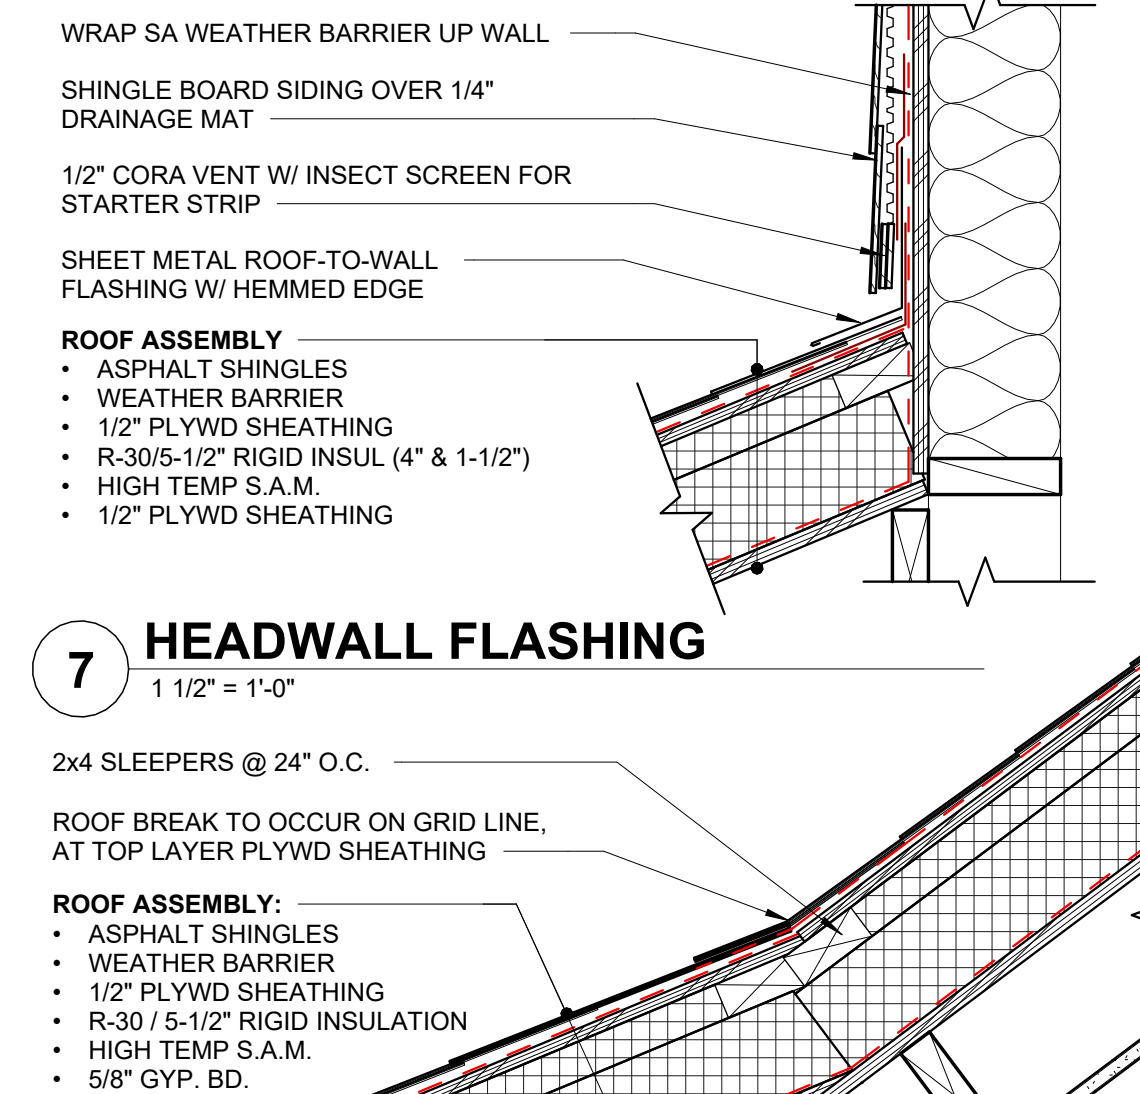 WRAP SA WEATHER BARRIER UP WALL
SHINGLE BOARD SIDING OVER 1/4"
DRAINAGE MAT
1/2" CORA VENT W/ INSECT SCREEN FOR
STARTER STRIP
SHEET METAL ROOF-TO-WALL
FLASHING W/ HEMMED EDGE
ROOF ASSEMBLY
• ASPHALT SHINGLES
• WEATHER BARRIER
• 1/2" PLYWD SHEATHING
• R-30/5-1/2" RIGID INSUL (4" & 1-1/2")
• HIGH TEMP S.A.M.
• 1/2" PLYWD SHEATHING
7 HEADWALL FLASHING
1 1/2" = 1'-0"
2x4 SLEEPERS @ 24" O.C.
ROOF BREAK TO OCCUR ON GRID LINE,
AT TOP LAYER PLYWD SHEATHING
ROOF ASSEMBLY:
• ASPHALT SHINGLES
• WEATHER BARRIER
• 1/2" PLYWD SHEATHING
• R-30 / 5-1/2" RIGID INSULATION
• HIGH TEMP S.A.M.
• 5/8" GYP. BD.